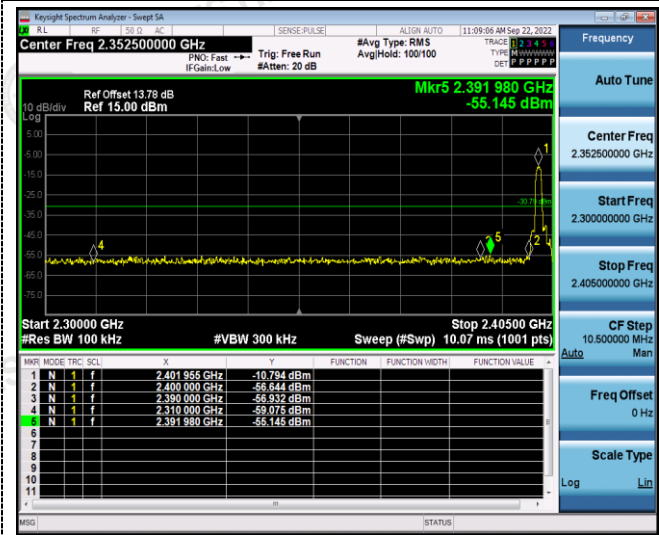 Keysight Spectrum Analyzer - Swept SA
RL RF 50 Ω AC SENSE:PULSE ALIGN AUTO 11:09:06 AM Sep 22, 2022
Center Freq 2.352500000 GHz
PNO: Fast
IFGain:Low
Trig: Free Run
#Atten: 20 dB
#Avg Type: RMS
Avg|Hold: 100/100
TRACE 1 2 3 4 5 6
TYPE M WWWWW
DET P P P P P P
Ref Offset 13.78 dB
10 dB/div Ref 15.00 dBm
Log
Mkr5 2.391 980 GHz
-55.145 dBm
5.00
-5.00
-15.0
-25.0
-35.0
-45.0
-55.0
-65.0
-75.0
1
-30.79 dBm
4
5
2
Start 2.30000 GHz Stop 2.40500 GHz
#Res BW 100 kHz #VBW 300 kHz Sweep (#Swp) 10.07 ms (1001 pts)
MKR MODE TRC SCL X Y FUNCTION FUNCTION WIDTH FUNCTION VALUE
1 N 1 f 2.401 955 GHz -10.794 dBm
2 N 1 f 2.400 000 GHz -56.644 dBm
3 N 1 f 2.390 000 GHz -56.932 dBm
4 N 1 f 2.310 000 GHz -59.075 dBm
5 N 1 f 2.391 980 GHz -55.145 dBm
6
7
8
9
10
11
MSG STATUS
Frequency
Auto Tune
Center Freq
2.352500000 GHz
Start Freq
2.300000000 GHz
Stop Freq
2.405000000 GHz
CF Step
10.500000 MHz
Auto Man
Freq Offset
0 Hz
Scale Type
Log Lin